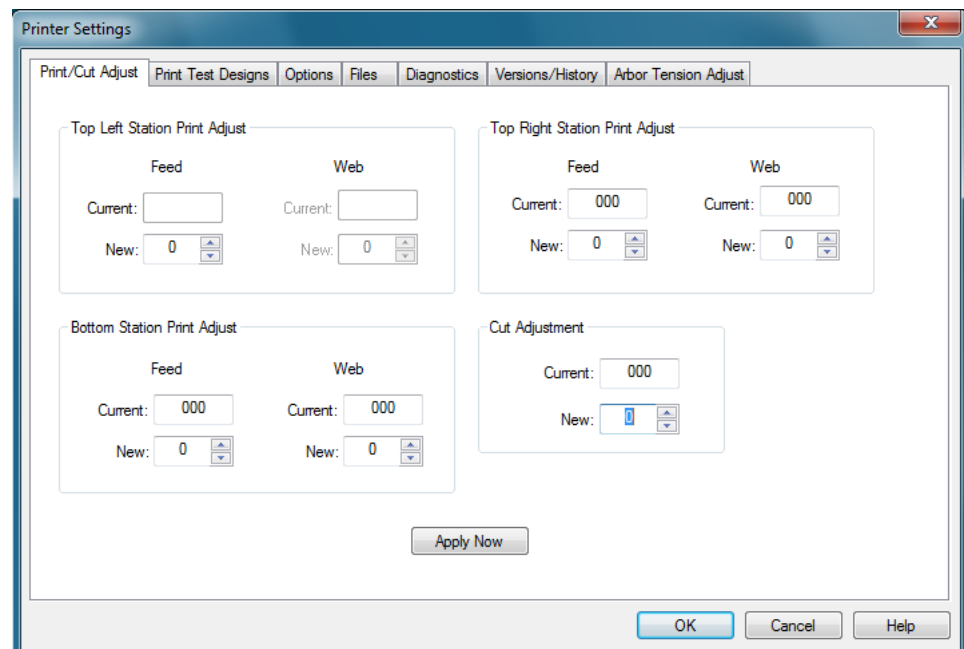 Printer Settings
Print/Cut Adjust Print Test Designs Options Files Diagnostics Versions/History Arbor Tension Adjust
Top Left Station Print Adjust
Feed Web
Current: Current:
New: 0 New: 0
Top Right Station Print Adjust
Feed Web
Current: 000 Current: 000
New: 0 New: 0
Bottom Station Print Adjust
Feed Web
Current: 000 Current: 000
New: 0 New: 0
Cut Adjustment
Current: 000
New: 0
Apply Now
OK Cancel Help